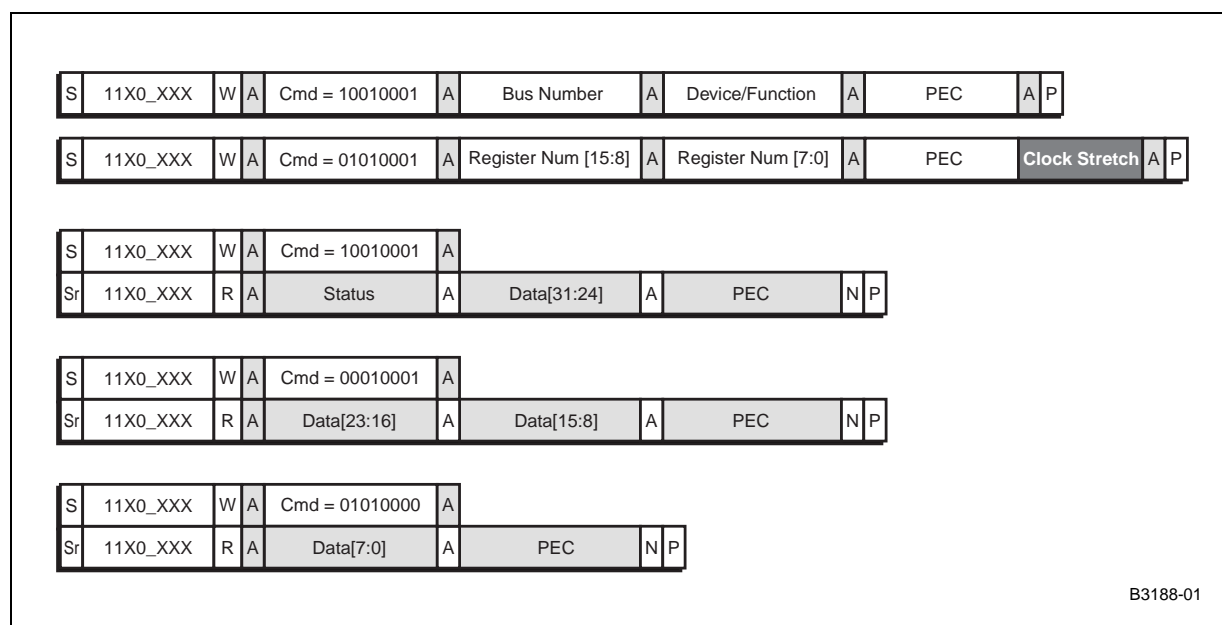 S 11X0_XXX W A Cmd = 10010001 A Bus Number A Device/Function A PEC A P
S 11X0_XXX W A Cmd = 01010001 A Register Num [15:8] A Register Num [7:0] A PEC Clock Stretch A P
S 11X0_XXX W A Cmd = 10010001 A
Sr 11X0_XXX R A Status A Data[31:24] A PEC N P
S 11X0_XXX W A Cmd = 00010001 A
Sr 11X0_XXX R A Data[23:16] A Data[15:8] A PEC N P
S 11X0_XXX W A Cmd = 01010000 A
Sr 11X0_XXX R A Data[7:0] A PEC N P
B3188-01